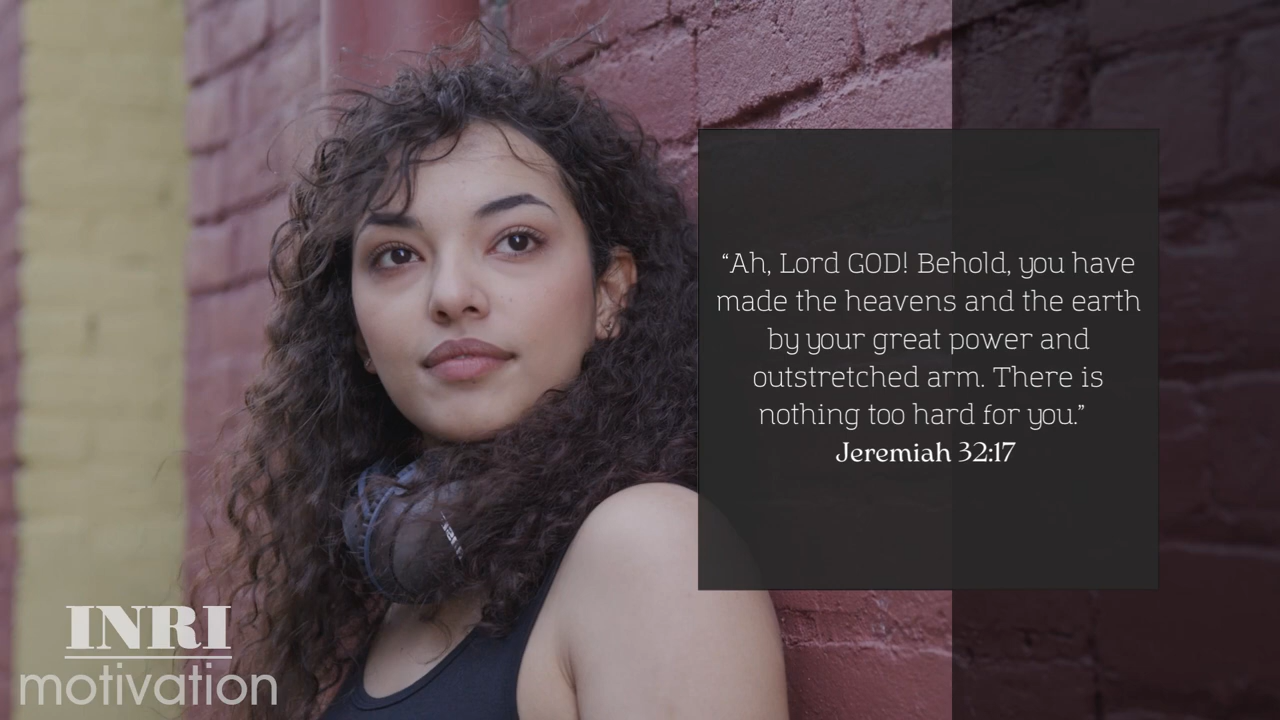 “Ah, Lord GOD! Behold, you have
made the heavens and the earth
by your great power and
outstretched arm. There is
nothing too hard for you.”
Jeremiah 32:17
INRI
motivation